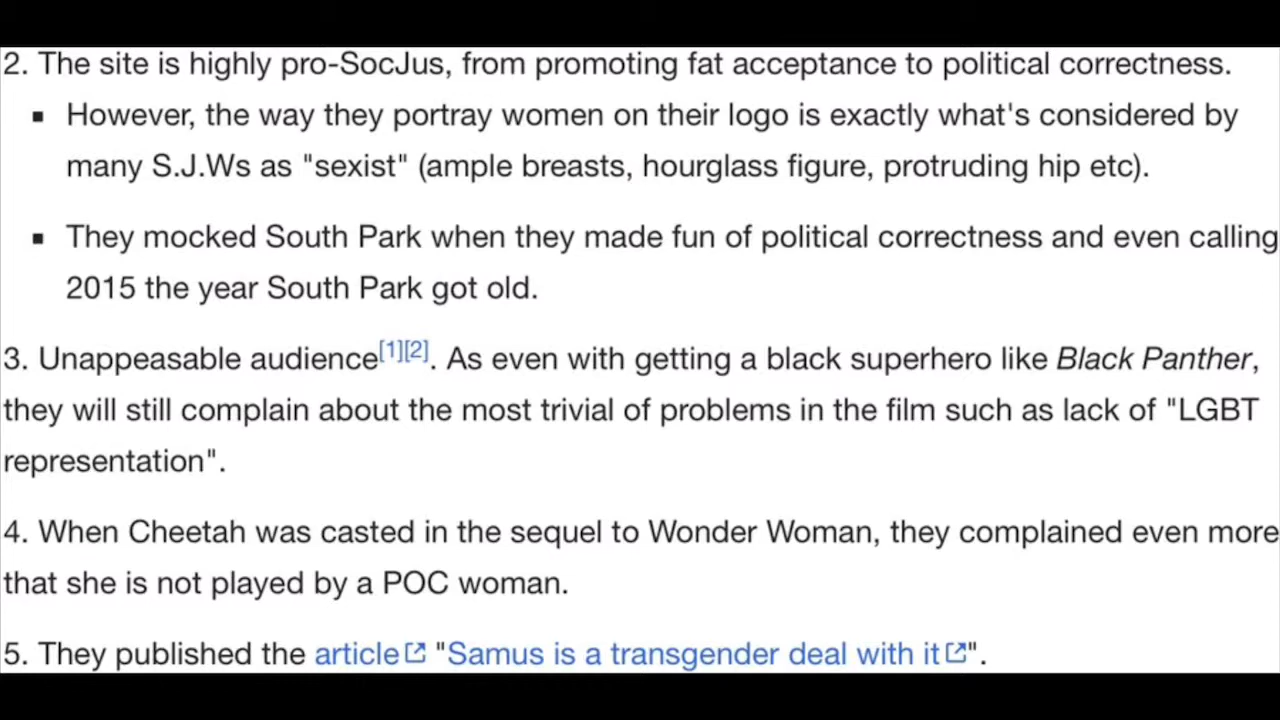 2. The site is highly pro-SocJus, from promoting fat acceptance to political correctness.
▪ However, the way they portray women on their logo is exactly what's considered by
many S.J.Ws as "sexist" (ample breasts, hourglass figure, protruding hip etc).
▪ They mocked South Park when they made fun of political correctness and even calling
2015 the year South Park got old.
3. Unappeasable audience[1][2]. As even with getting a black superhero like Black Panther,
they will still complain about the most trivial of problems in the film such as lack of "LGBT
representation".
4. When Cheetah was casted in the sequel to Wonder Woman, they complained even more
that she is not played by a POC woman.
5. They published the article "Samus is a transgender deal with it".